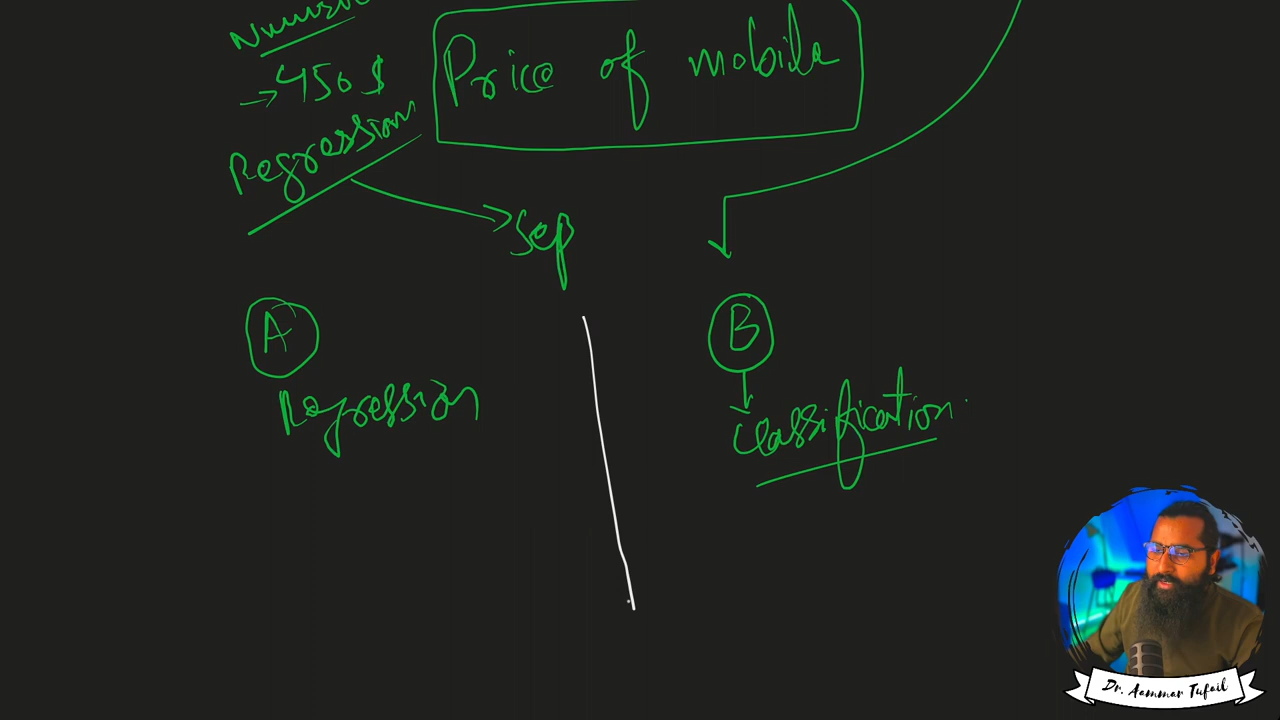 → 450 $
Price of mobile
Regression
Sep
A
B
Regression
Classification
Dr. Aammar Tufail